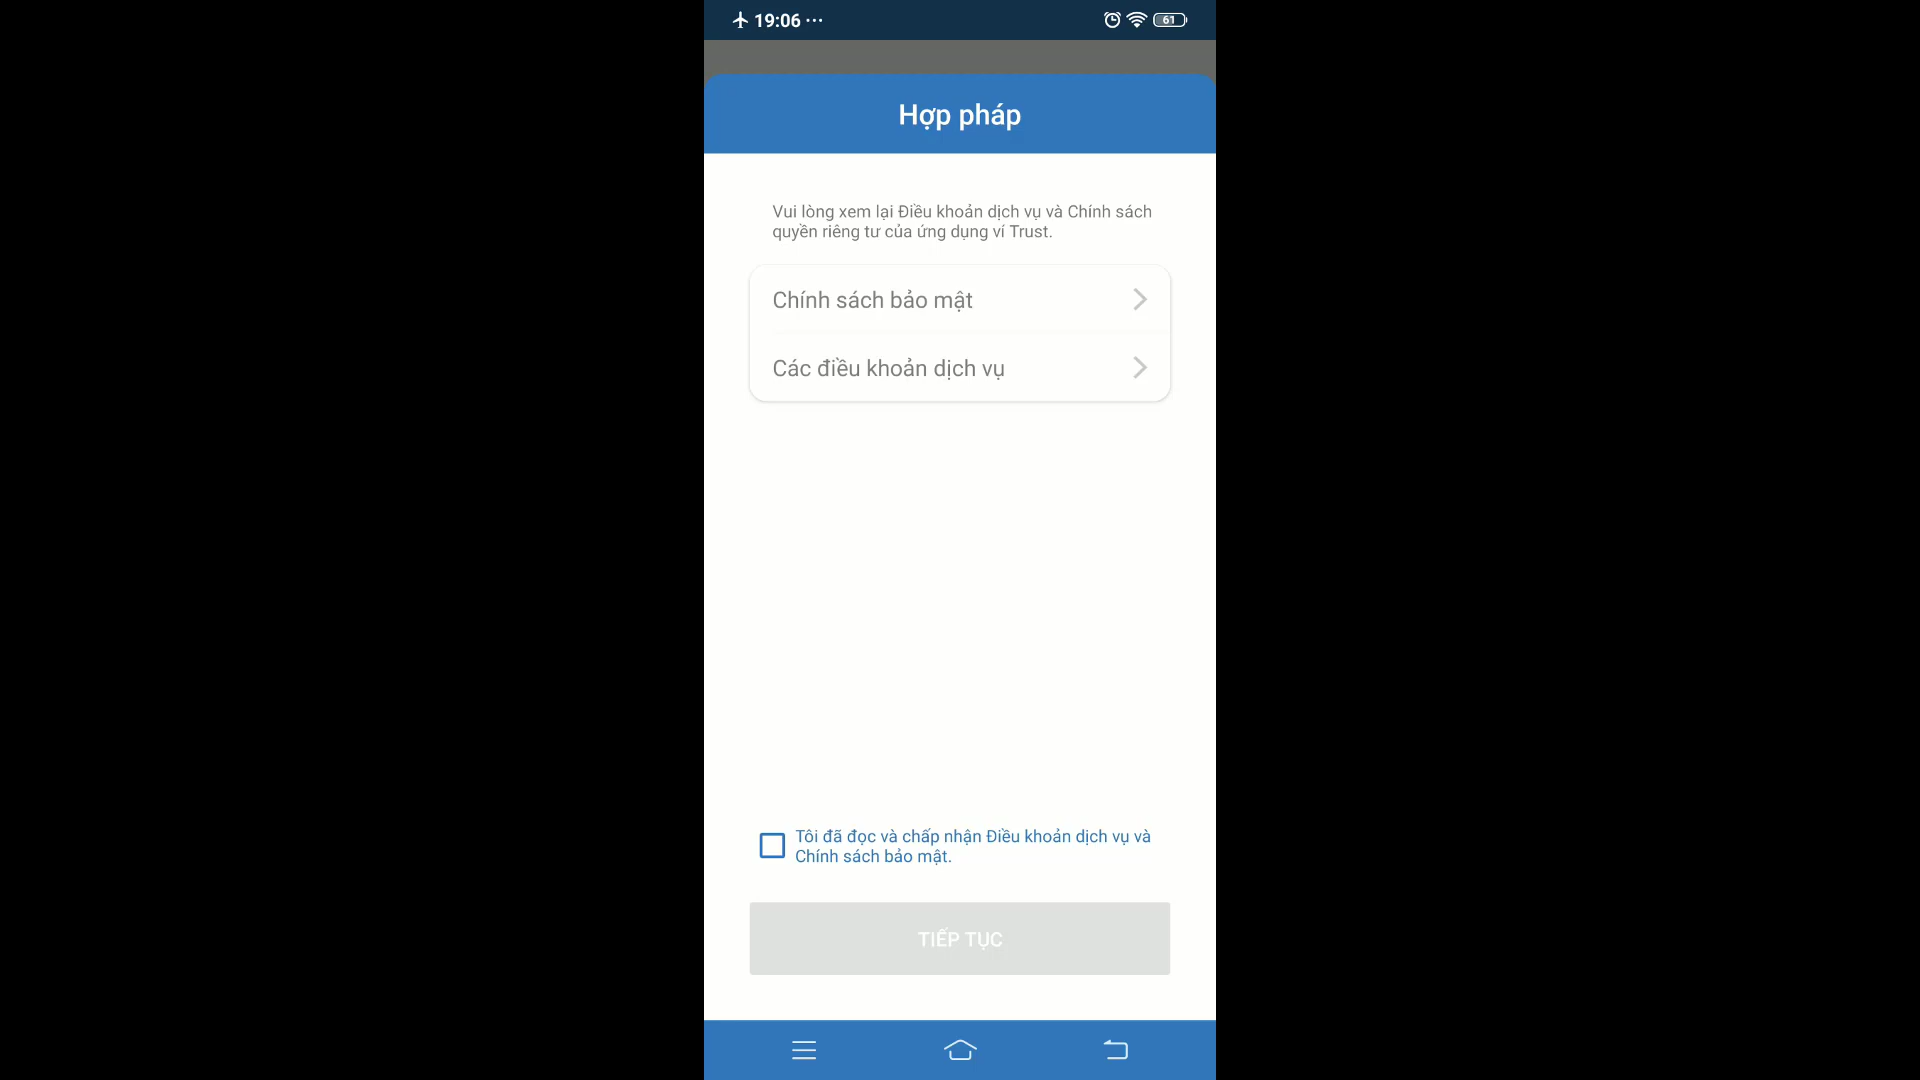 19:06 ...
61
Hợp pháp
Vui lòng xem lại Điều khoản dịch vụ và Chính sách
quyền riêng tư của ứng dụng ví Trust.
Chính sách bảo mật
Các điều khoản dịch vụ
Tôi đã đọc và chấp nhận Điều khoản dịch vụ và
Chính sách bảo mật.
TIẾP TỤC